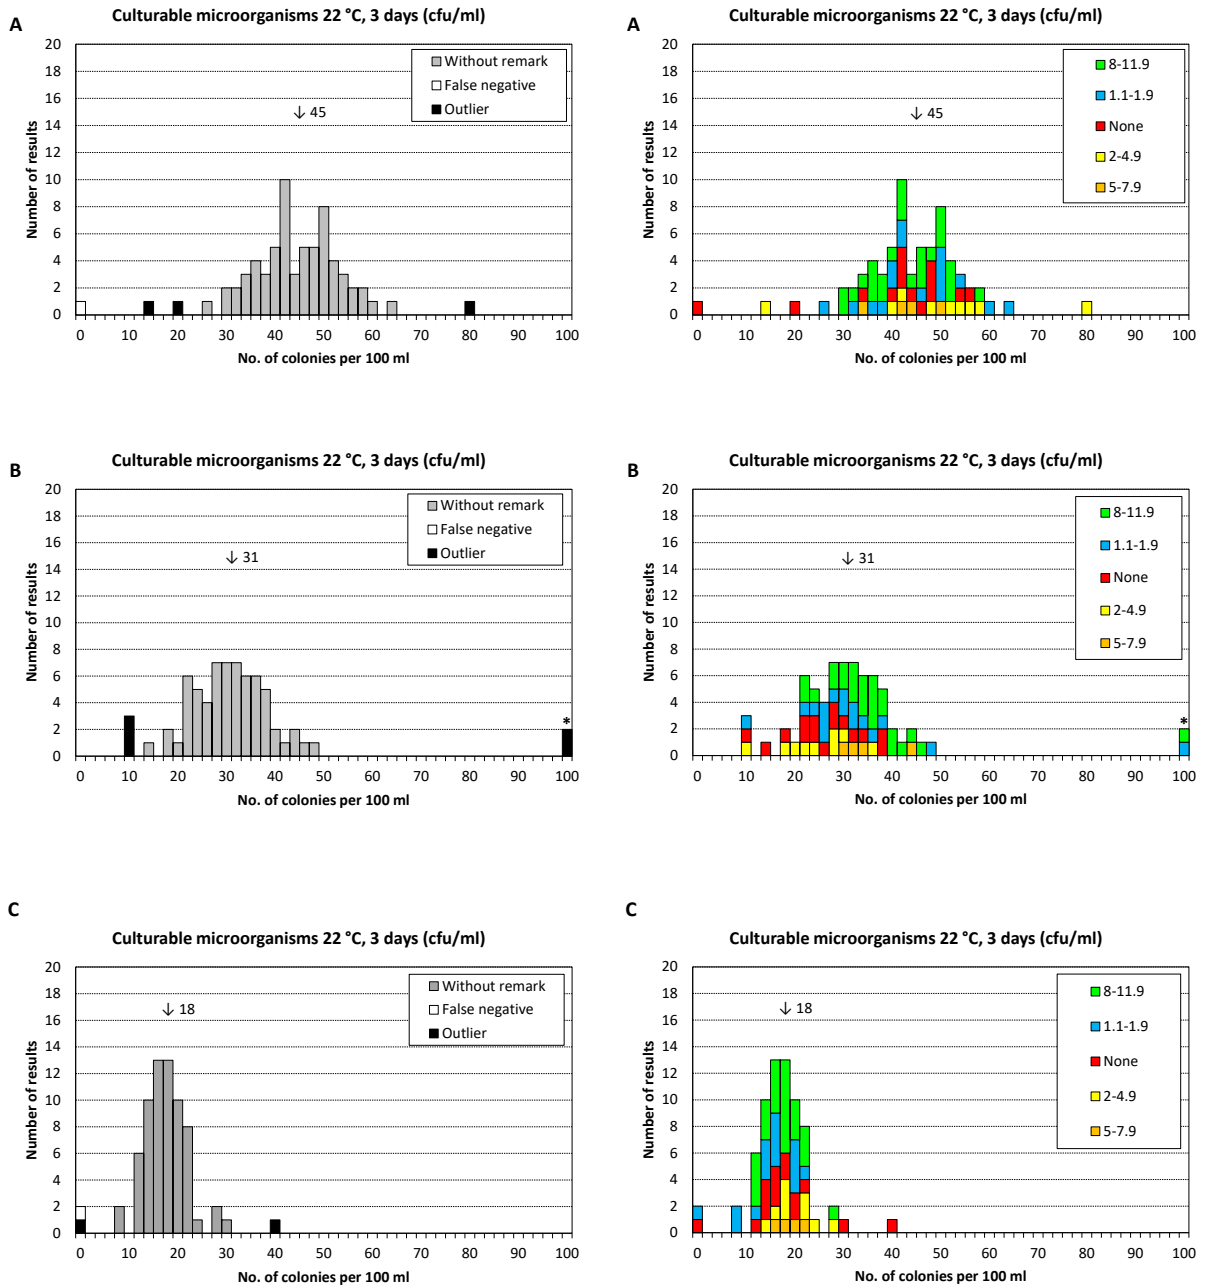 A
Culturable microorganisms 22 °C, 3 days (cfu/ml)
Number of results
20
18
16
14
12
10
8
6
4
2
0
Without remark
False negative
Outlier
↓ 45
0 10 20 30 40 50 60 70 80 90 100
No. of colonies per 100 ml
A
Culturable microorganisms 22 °C, 3 days (cfu/ml)
Number of results
20
18
16
14
12
10
8
6
4
2
0
8-11.9
1.1-1.9
None
2-4.9
5-7.9
↓ 45
0 10 20 30 40 50 60 70 80 90 100
No. of colonies per 100 ml
B
Culturable microorganisms 22 °C, 3 days (cfu/ml)
Number of results
20
18
16
14
12
10
8
6
4
2
0
Without remark
False negative
Outlier
↓ 31
*
0 10 20 30 40 50 60 70 80 90 100
No. of colonies per 100 ml
B
Culturable microorganisms 22 °C, 3 days (cfu/ml)
Number of results
20
18
16
14
12
10
8
6
4
2
0
8-11.9
1.1-1.9
None
2-4.9
5-7.9
↓ 31
*
0 10 20 30 40 50 60 70 80 90 100
No. of colonies per 100 ml
C
Culturable microorganisms 22 °C, 3 days (cfu/ml)
Number of results
20
18
16
14
12
10
8
6
4
2
0
Without remark
False negative
Outlier
↓ 18
0 10 20 30 40 50 60 70 80 90 100
No. of colonies per 100 ml
C
Culturable microorganisms 22 °C, 3 days (cfu/ml)
Number of results
20
18
16
14
12
10
8
6
4
2
0
8-11.9
1.1-1.9
None
2-4.9
5-7.9
↓ 18
0 10 20 30 40 50 60 70 80 90 100
No. of colonies per 100 ml